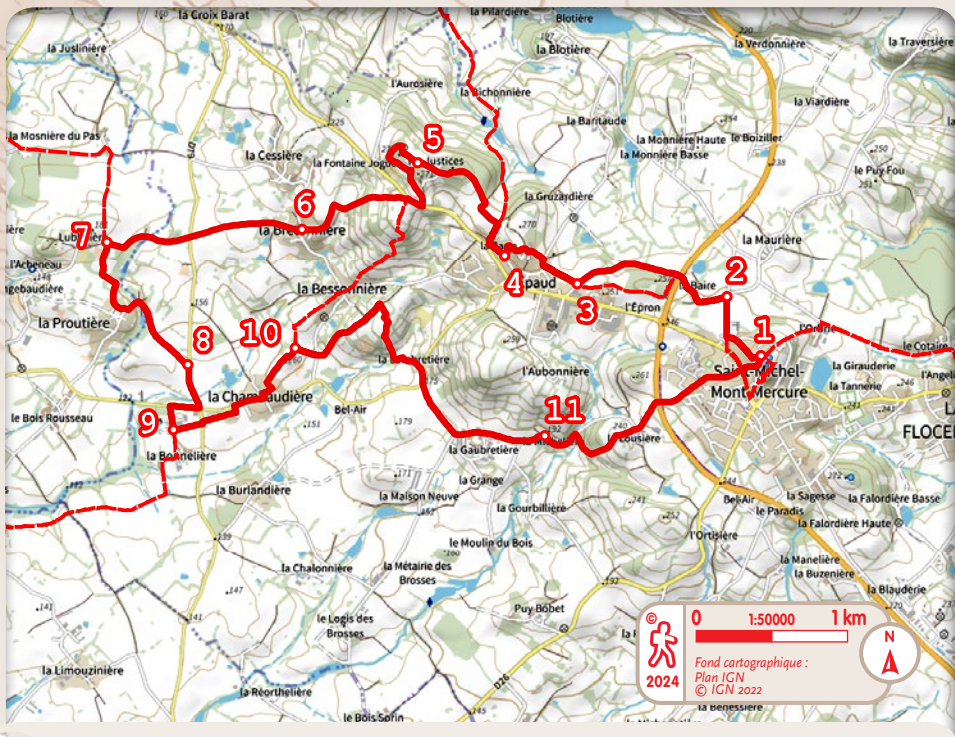 la Croix Barat
la Pilardière
Blotière
la Juslinière
la Blotière
la Verdonnière
la Traversière
l'Aurosière
la Bichonnière
la Viardière
la Baritaude
la Mosnière du Pas
la Monnière Haute
le Boiziller
la Monnière Basse
la Cessière
la Fontaine
5
Justices
le Puy Fou
la Gruzardière
6
7
la Maurière
l'Acheneau
4
2
3
la Baire
la Bessonnière
l'Épron
la Proutière
10
8
1
le Cotaire
Saint-Michel-
Mont-Mercure
la Girauderie
l'Aubonnière
la Tannerie
le Bois Rousseau
9
Bel-Air
11
la Lousière
la Bonnelière
la Gaubretière
la Grange
la Burlandière
la Maison Neuve
la Gourbillière
Bel-Air
la Sagesse
la Falordière Basse
le Paradis
la Falordière Haute
l'Ortisière
le Moulin du Bois
la Chalonnière
la Métairie des
Brosses
la Manelière
la Buzenière
la Blauderie
Puy Bobet
le Logis des
Brosses
la Limouzinière
D26
la Réorthelière
le Bois Sorin
la Benessière
© 2024
0 1:50000 1 km
Fond cartographique :
Plan IGN
© IGN 2022
N